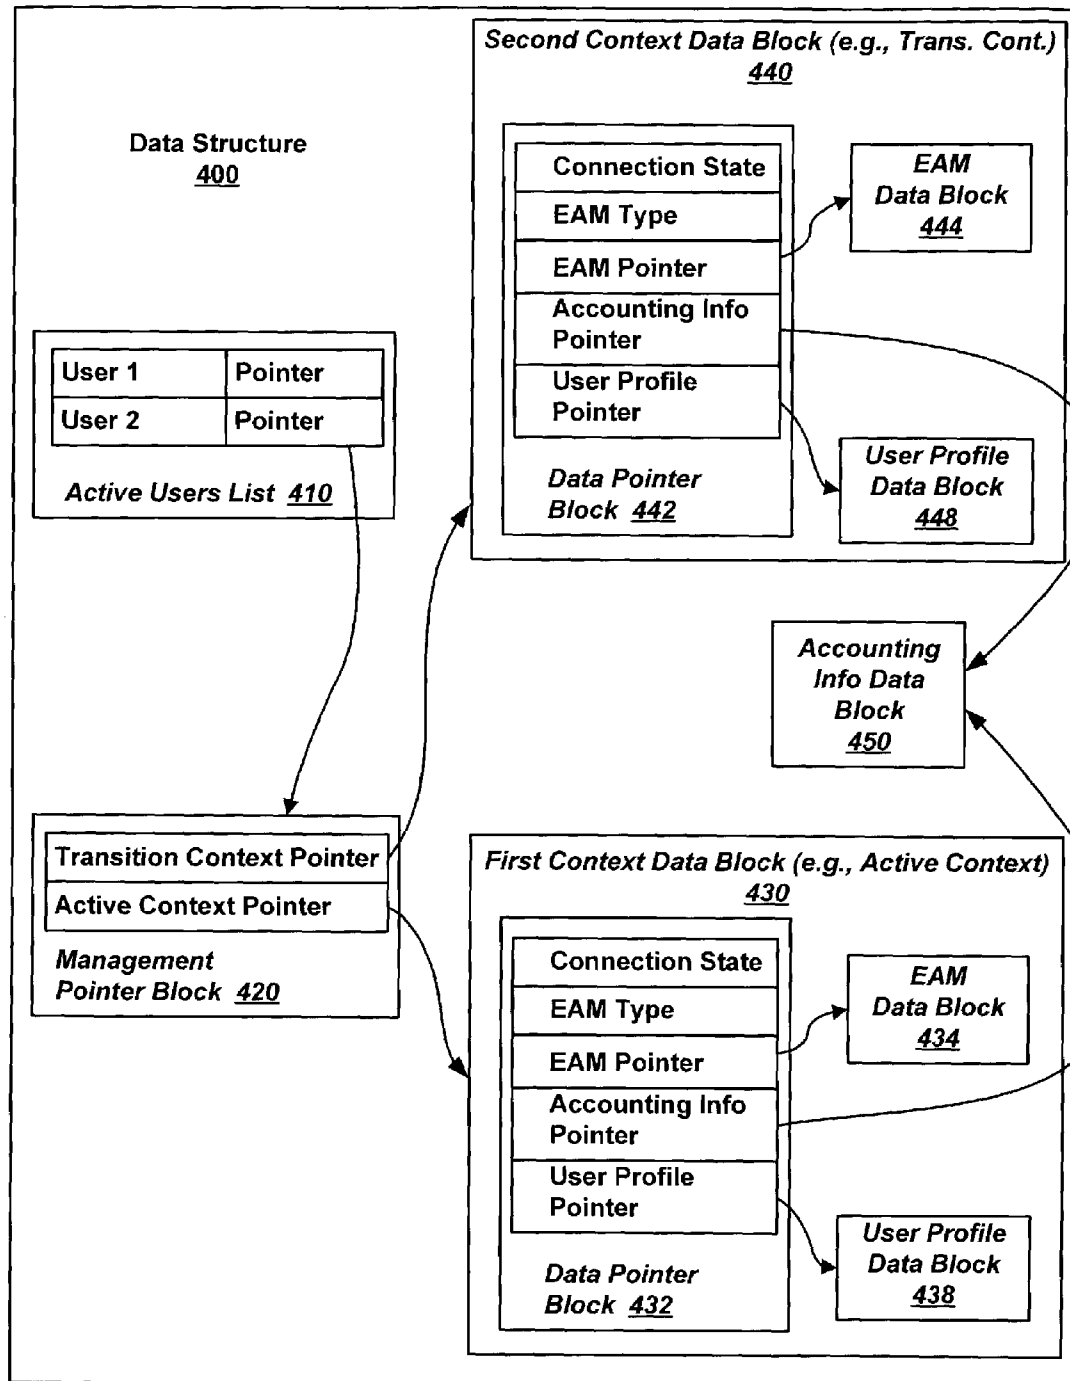 Data Structure
400
User 1 Pointer
User 2 Pointer
Active Users List 410
Transition Context Pointer
Active Context Pointer
Management
Pointer Block 420
Second Context Data Block (e.g., Trans. Cont.)
440
Connection State
EAM Type
EAM Pointer
Accounting Info
Pointer
User Profile
Pointer
Data Pointer
Block 442
EAM
Data Block
444
User Profile
Data Block
448
Accounting
Info Data
Block
450
First Context Data Block (e.g., Active Context)
430
Connection State
EAM Type
EAM Pointer
Accounting Info
Pointer
User Profile
Pointer
Data Pointer
Block 432
EAM
Data Block
434
User Profile
Data Block
438